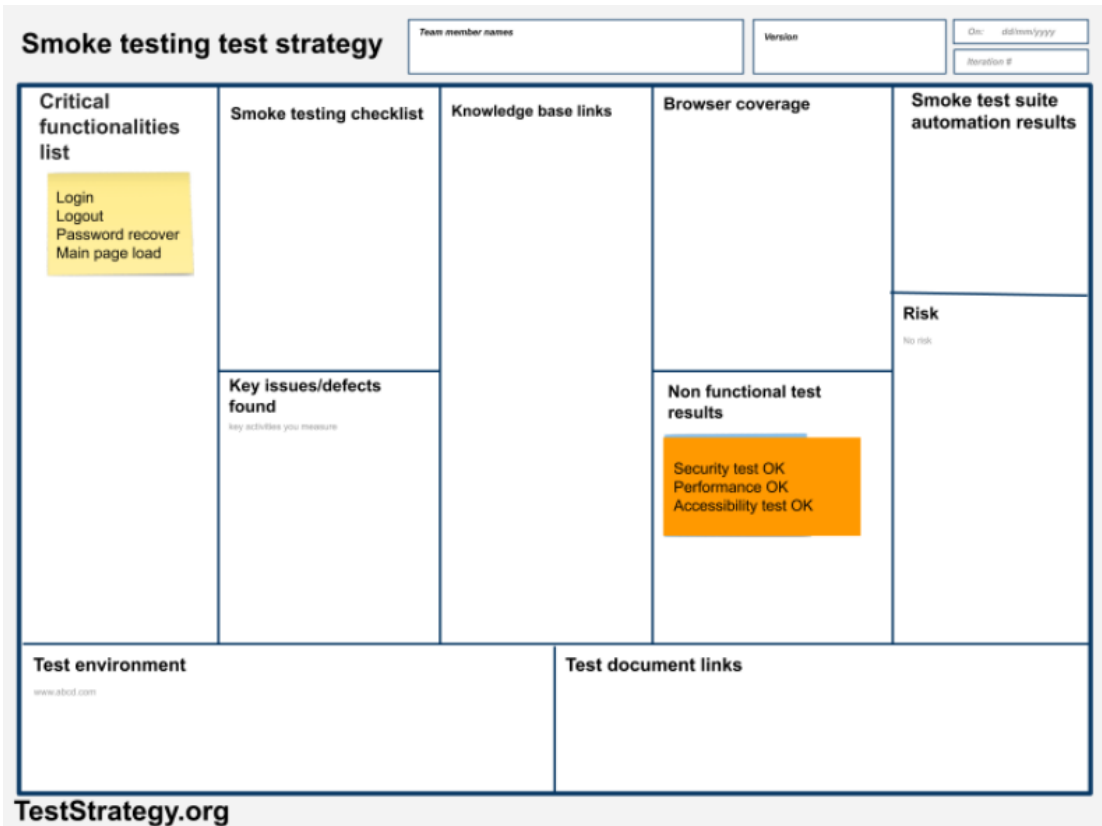 Smoke testing test strategy
Team member names
Version
On: dd/mm/yyyy
Iteration #
Critical
functionalities
list
Login
Logout
Password recover
Main page load
Smoke testing checklist
Key issues/defects
found
key activities you measure
Knowledge base links
Browser coverage
Non functional test
results
Security test OK
Performance OK
Accessibility test OK
Smoke test suite
automation results
Risk
No risk
Test environment
www.abcd.com
Test document links
TestStrategy.org